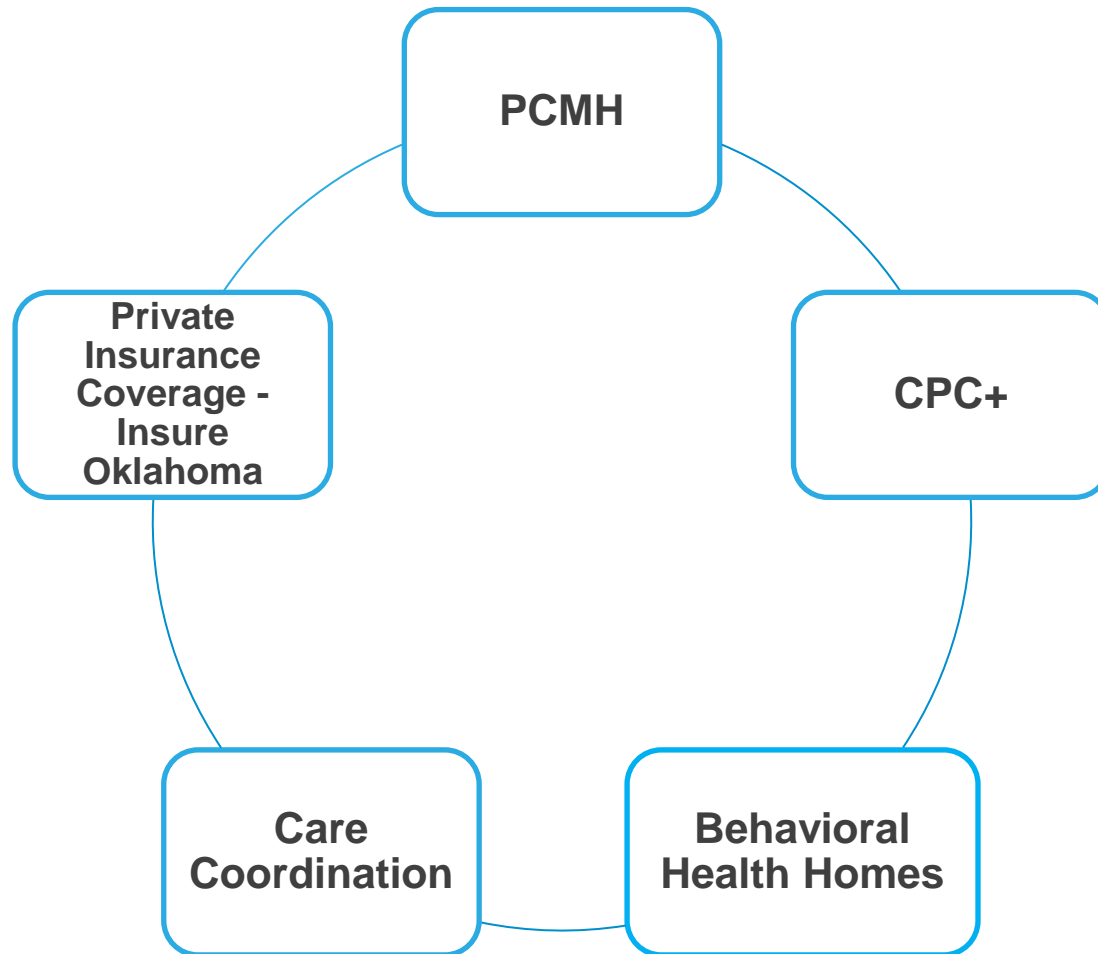 PCMH
Private
Insurance
Coverage -
Insure
Oklahoma
CPC+
Care
Coordination
Behavioral
Health Homes